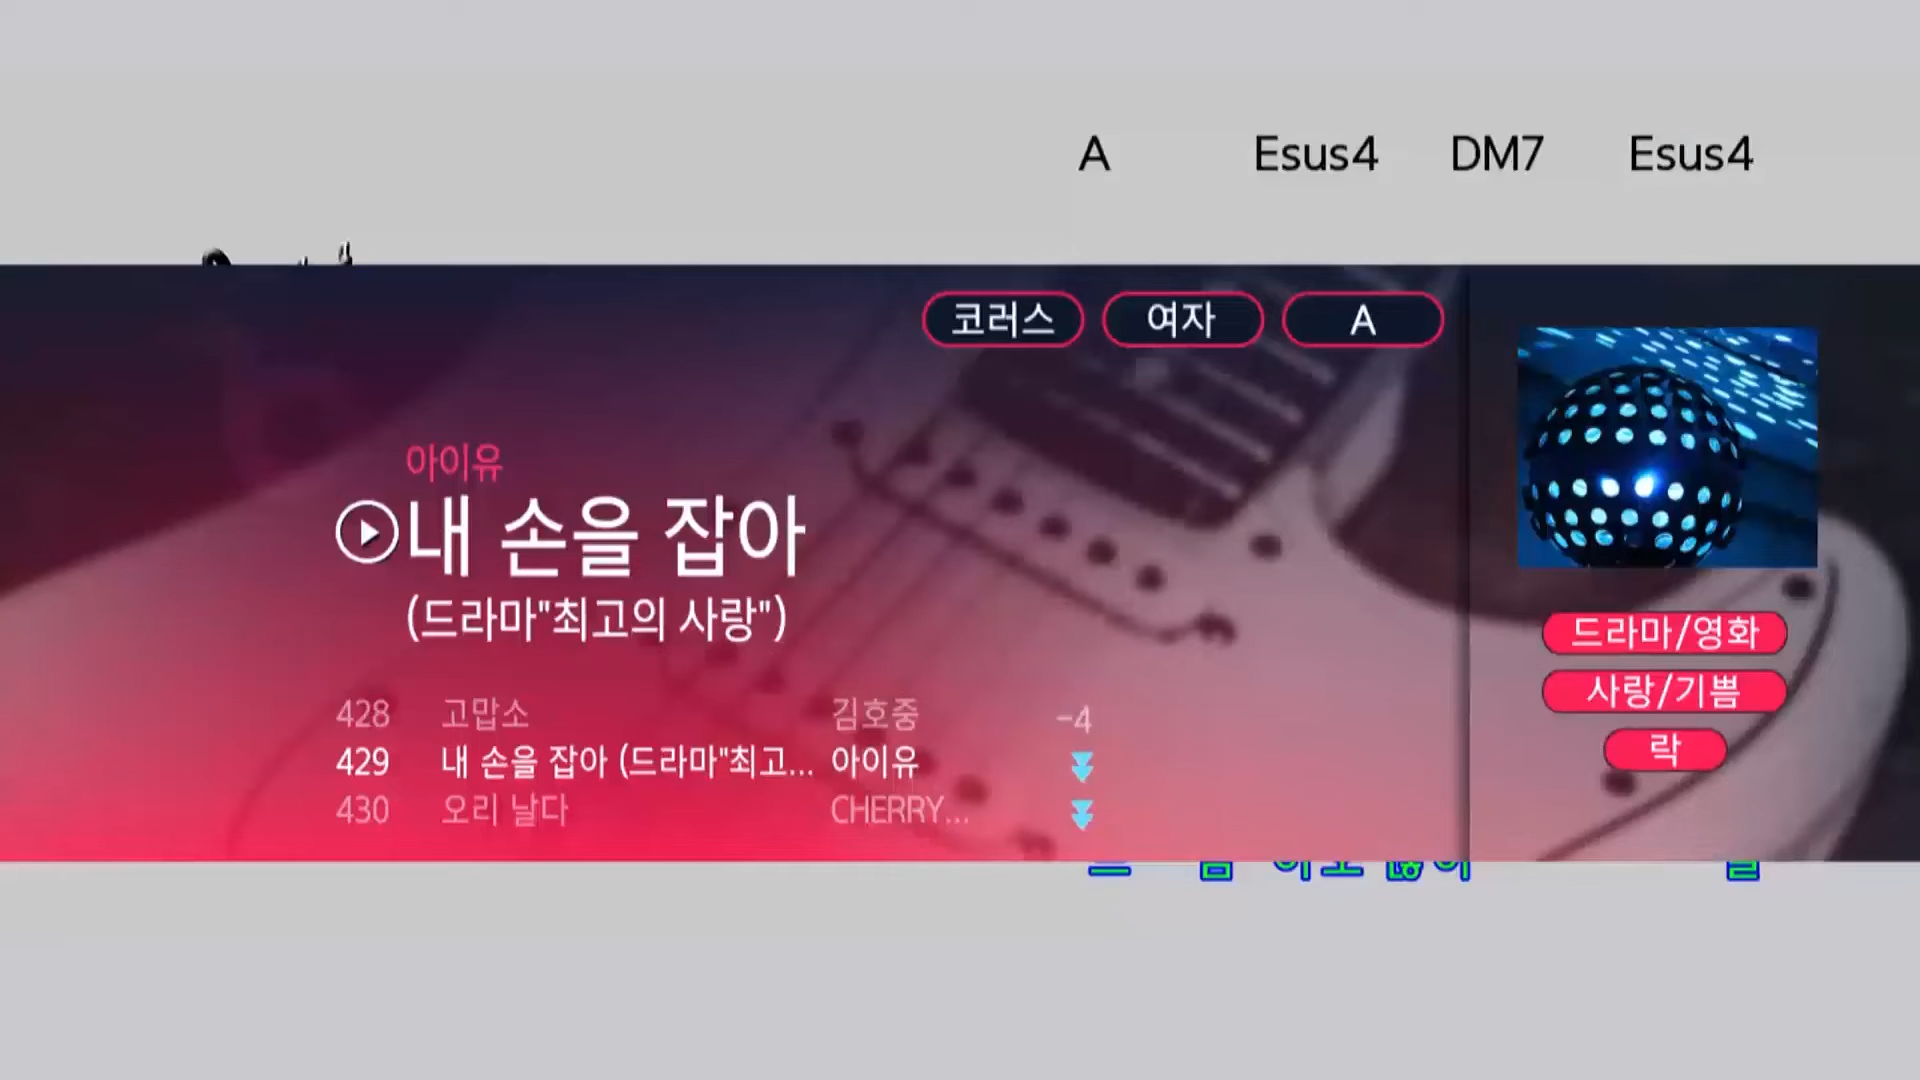 A Esus4 DM7 Esus4
코러스 여자 A
아이유
내 손을 잡아
(드라마"최고의 사랑")
428 고맙소 김호중 -4
429 내 손을 잡아 (드라마"최고... 아이유
430 오리 날다 CHERRY...
드라마/영화
사랑/기쁨
락